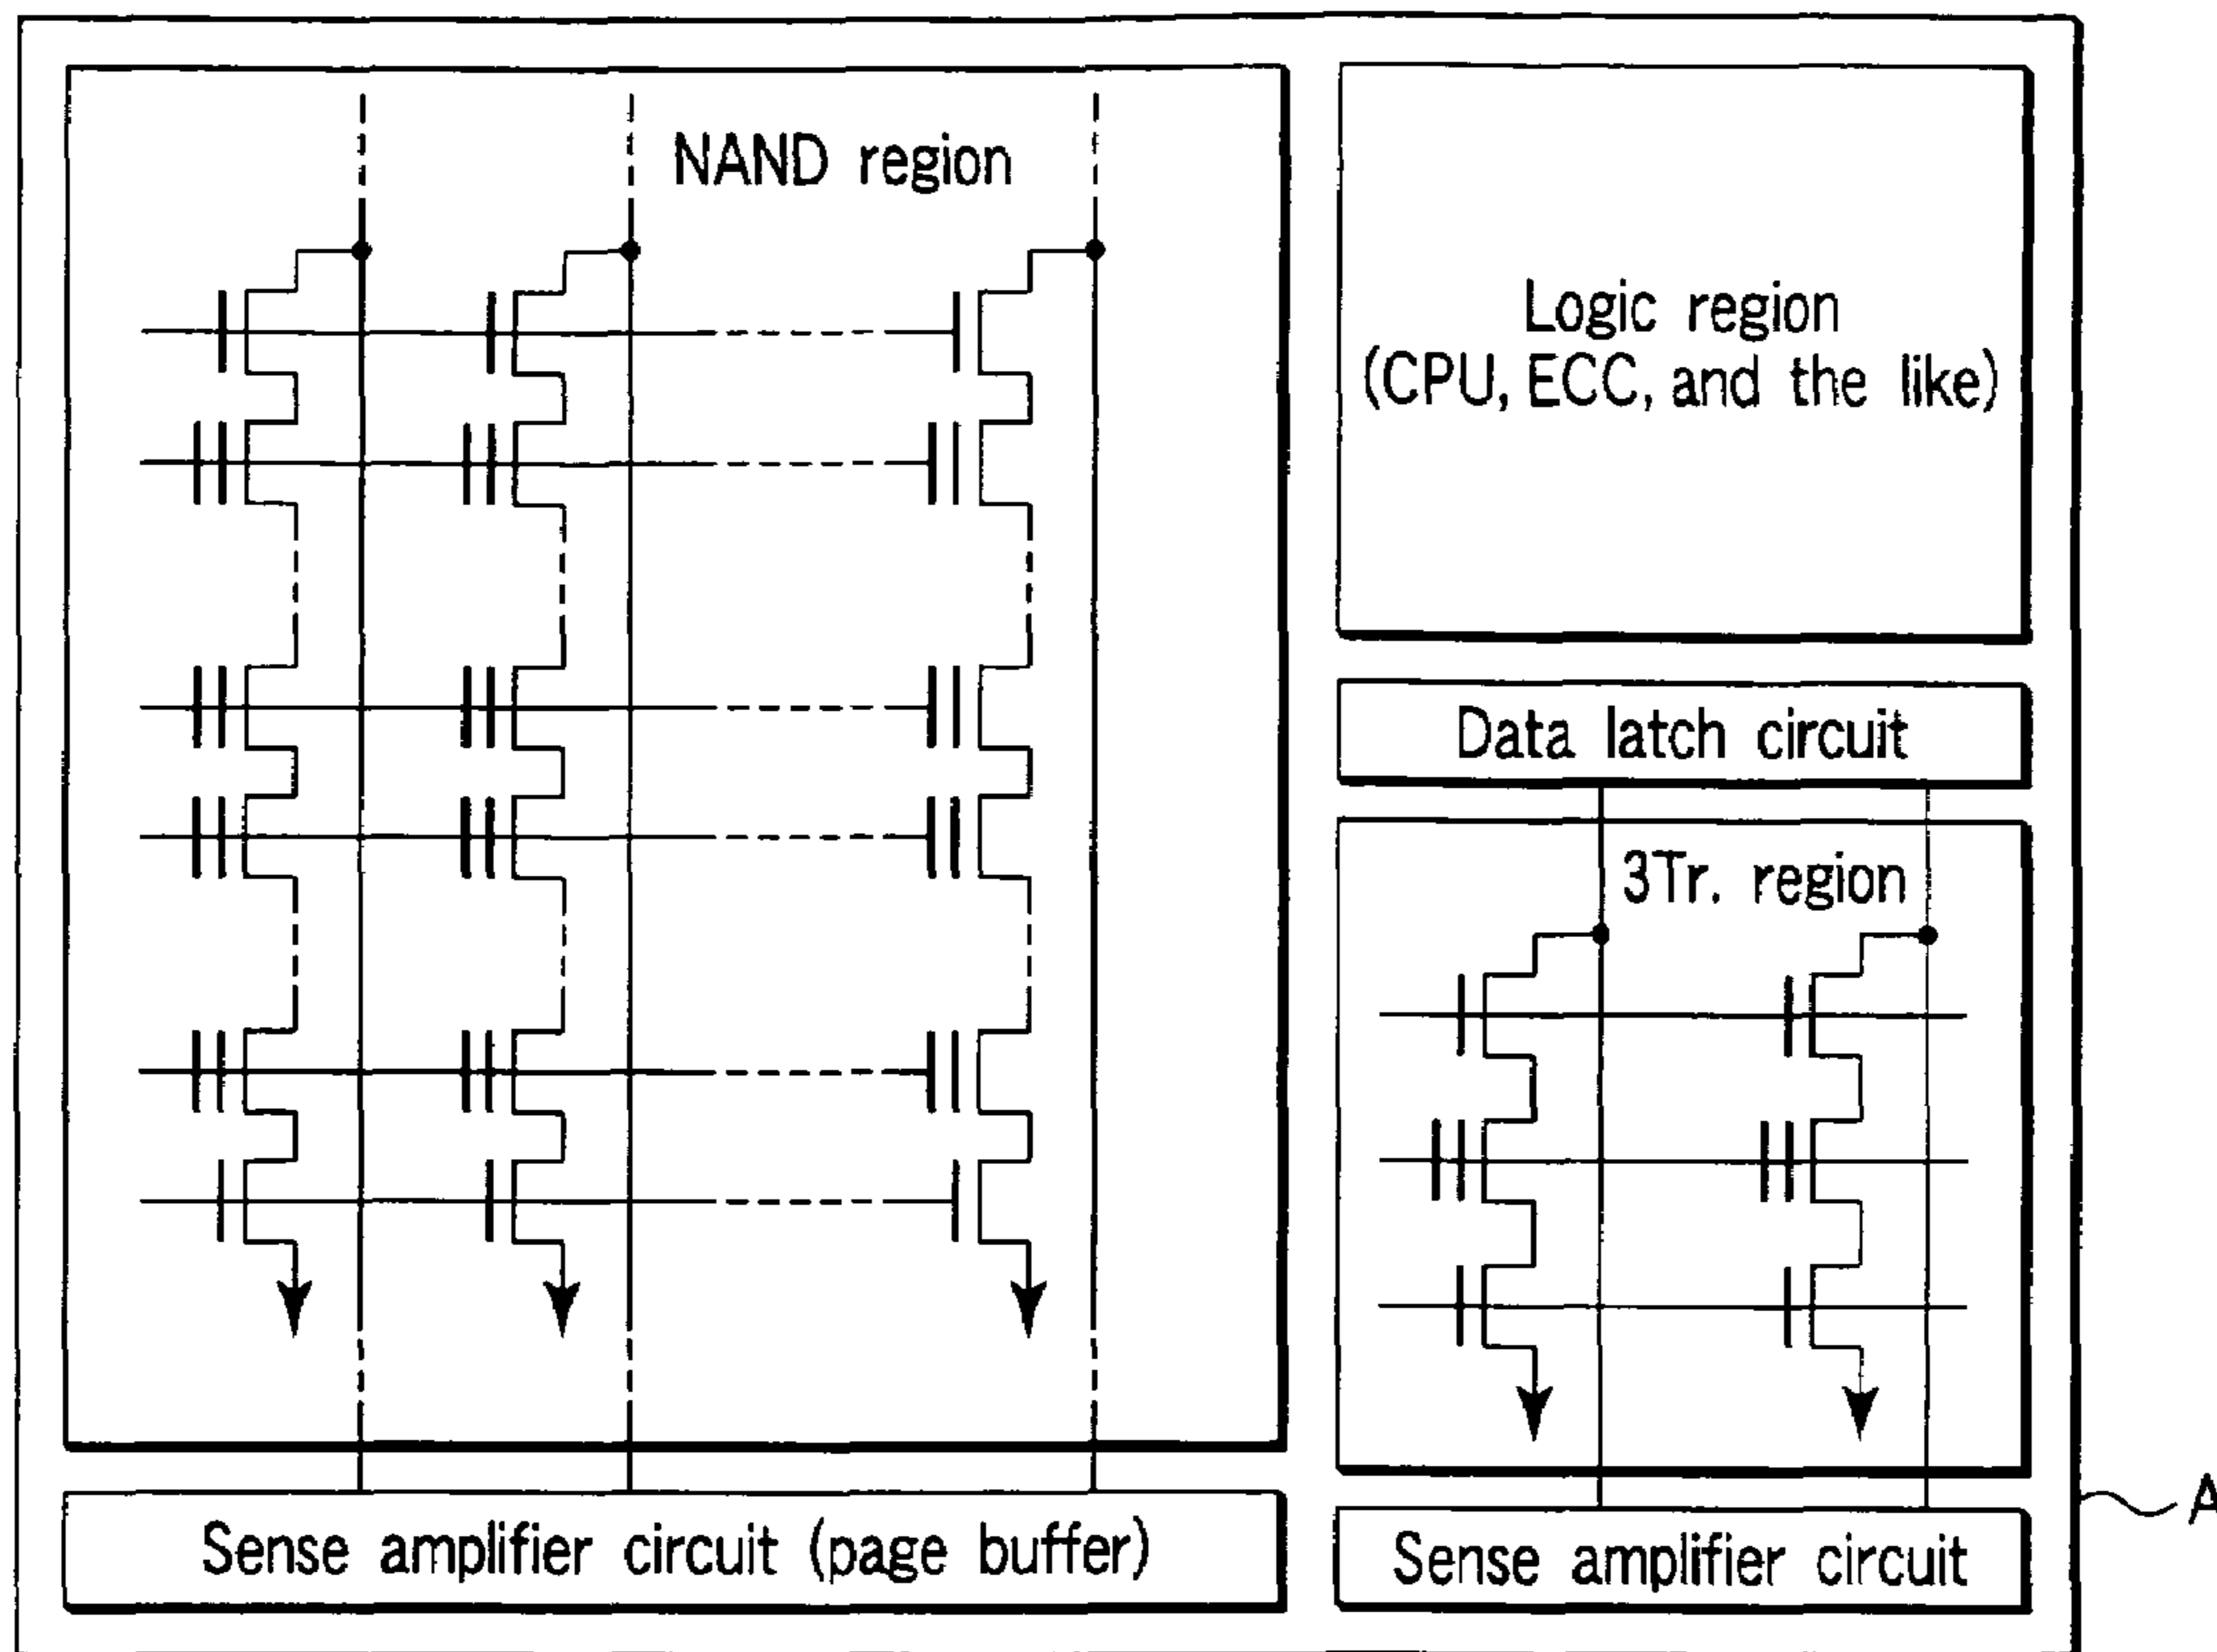 NAND region
Logic region
(CPU, ECC, and the like)
Data latch circuit
3Tr. region
Sense amplifier circuit (page buffer)
Sense amplifier circuit
A